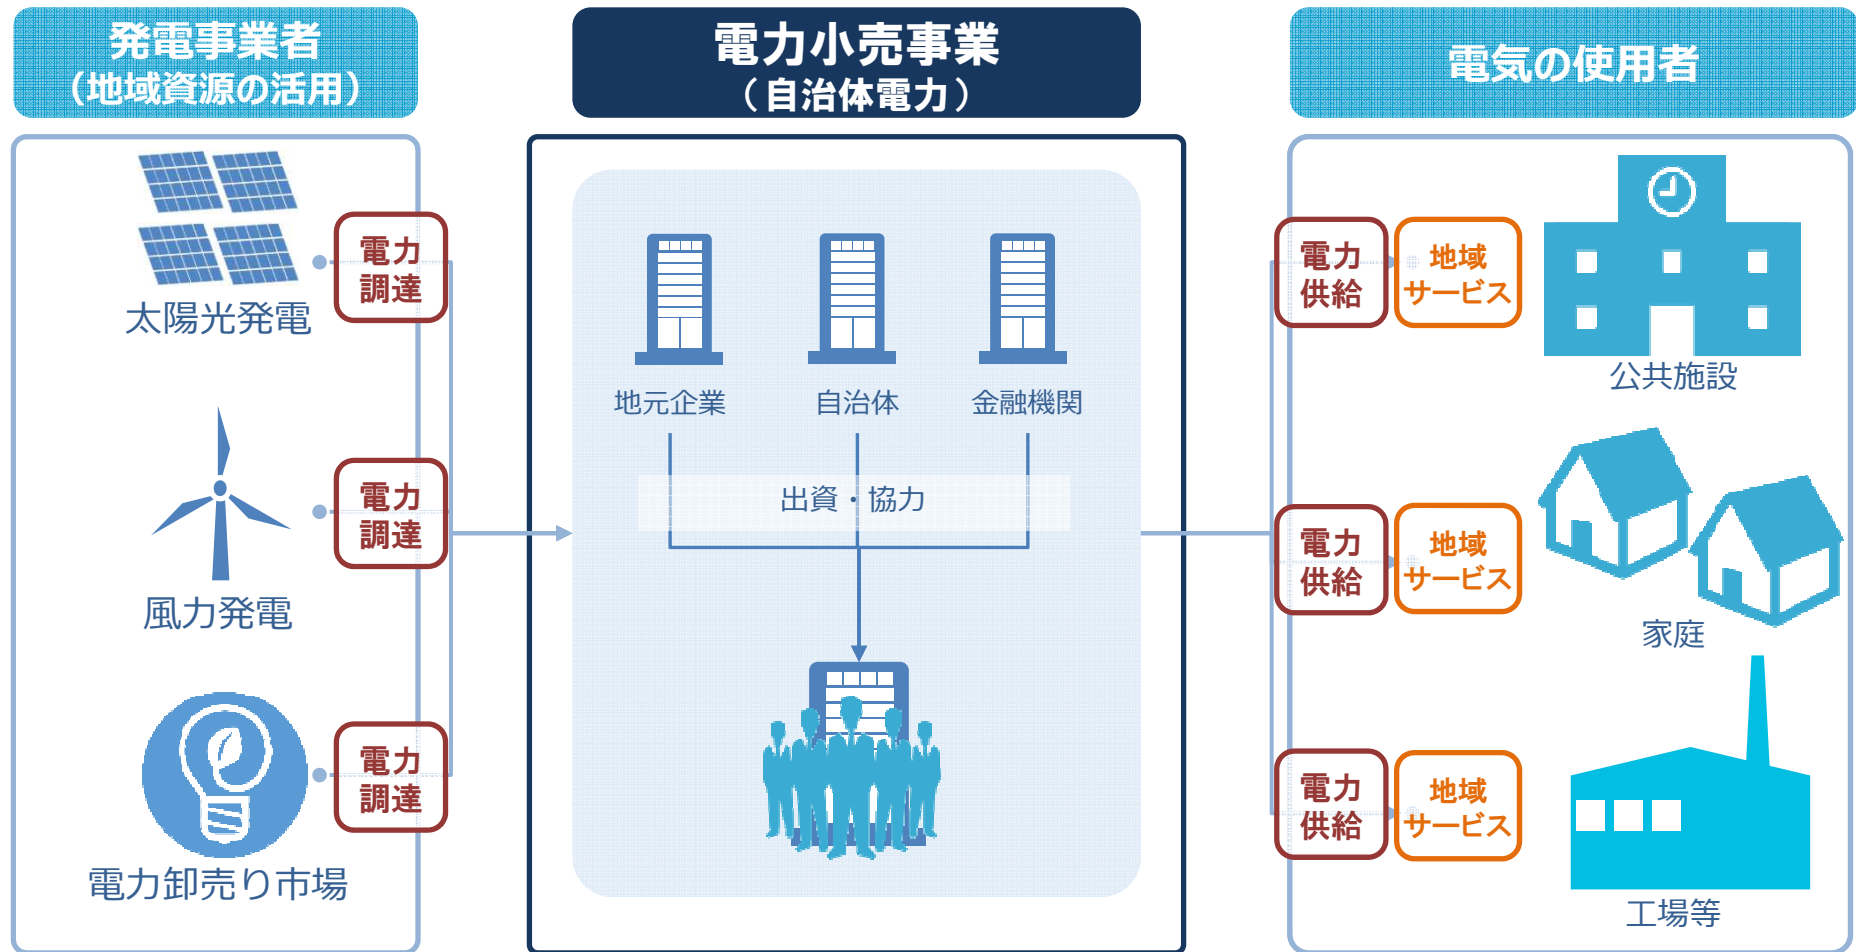 発電事業者
（地域資源の活用）
電力小売事業
（自治体電力）
電気の使用者
太陽光発電
電力
調達
風力発電
電力
調達
電力卸売り市場
電力
調達
地元企業
自治体
金融機関
出資・協力
電力
供給
地域
サービス
公共施設
電力
供給
地域
サービス
家庭
電力
供給
地域
サービス
工場等